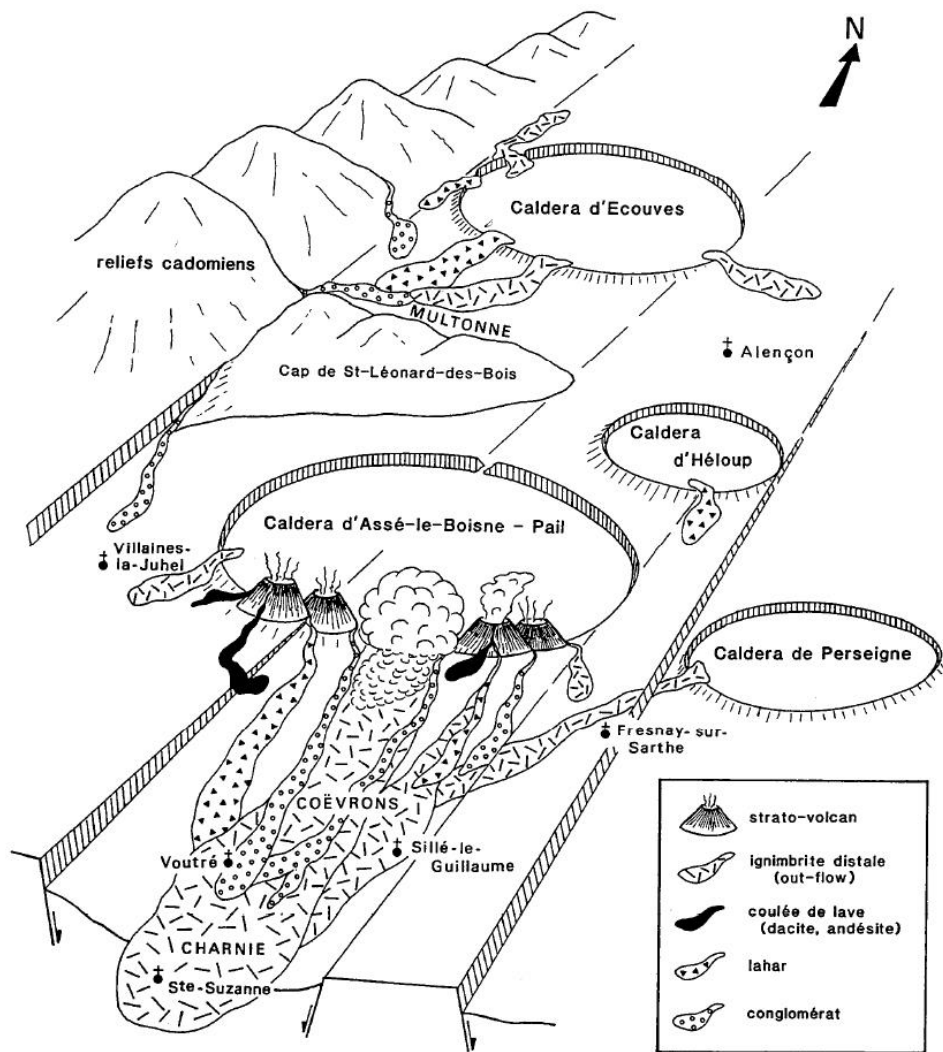 N
Caldera d'Ecouves
reliefs cadomiens
MULTONNE
Alençon
Cap de St-Léonard-des-Bois
Caldera
d'Héloup
Caldera d'Assé-le-Boisne - Pail
Villaines-
la-Juhel
Caldera de Perseigne
Fresnay-sur-
Sarthe
COËVRONS
Voutré
Sillé-le-
Guillaume
CHARNIE
Ste-Suzanne
strato-volcan
ignimbrite distale
(out-flow)
coulée de lave
(dacite, andésite)
lahar
conglomérat